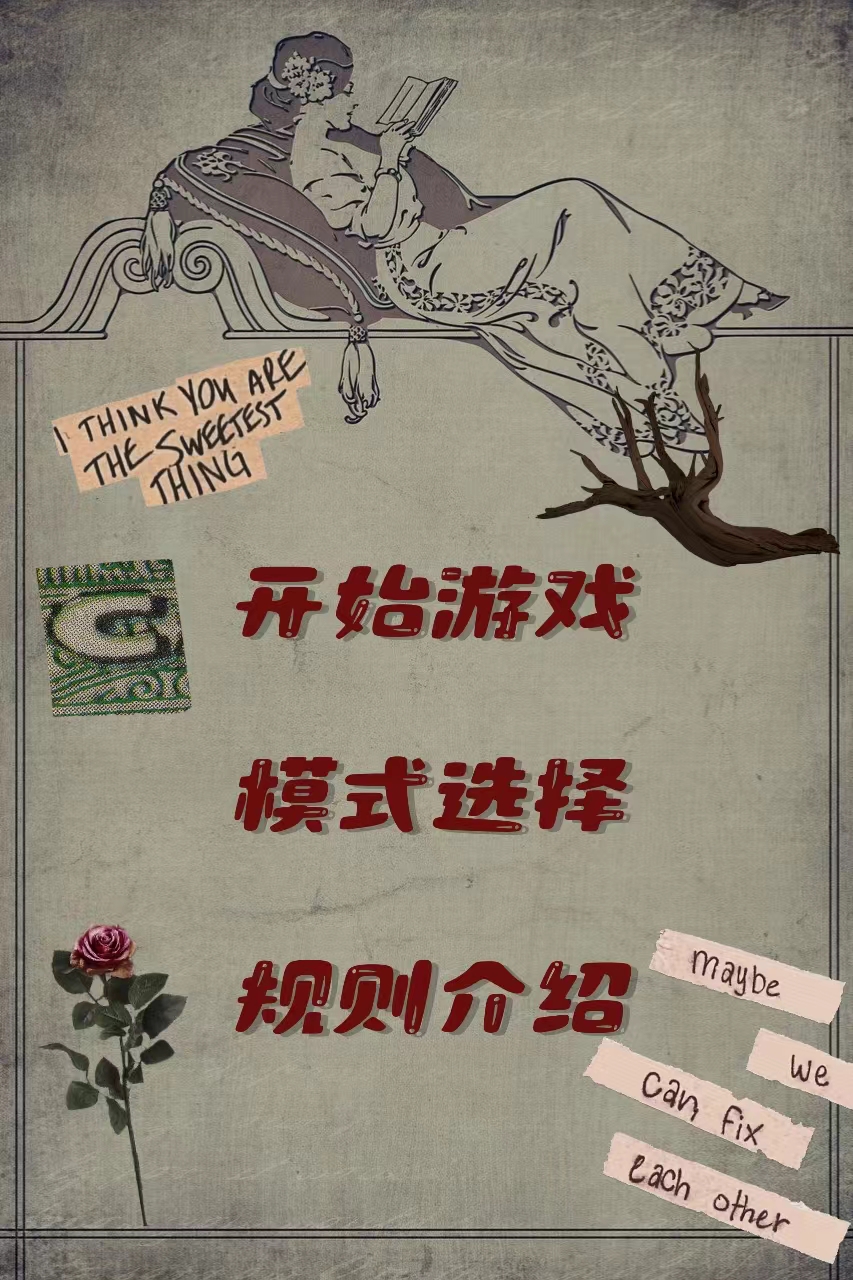 I THINK YOU ARE
THE SWEETEST
THING
G
开始游戏
模式选择
规则介绍
maybe
we
can fix
each other